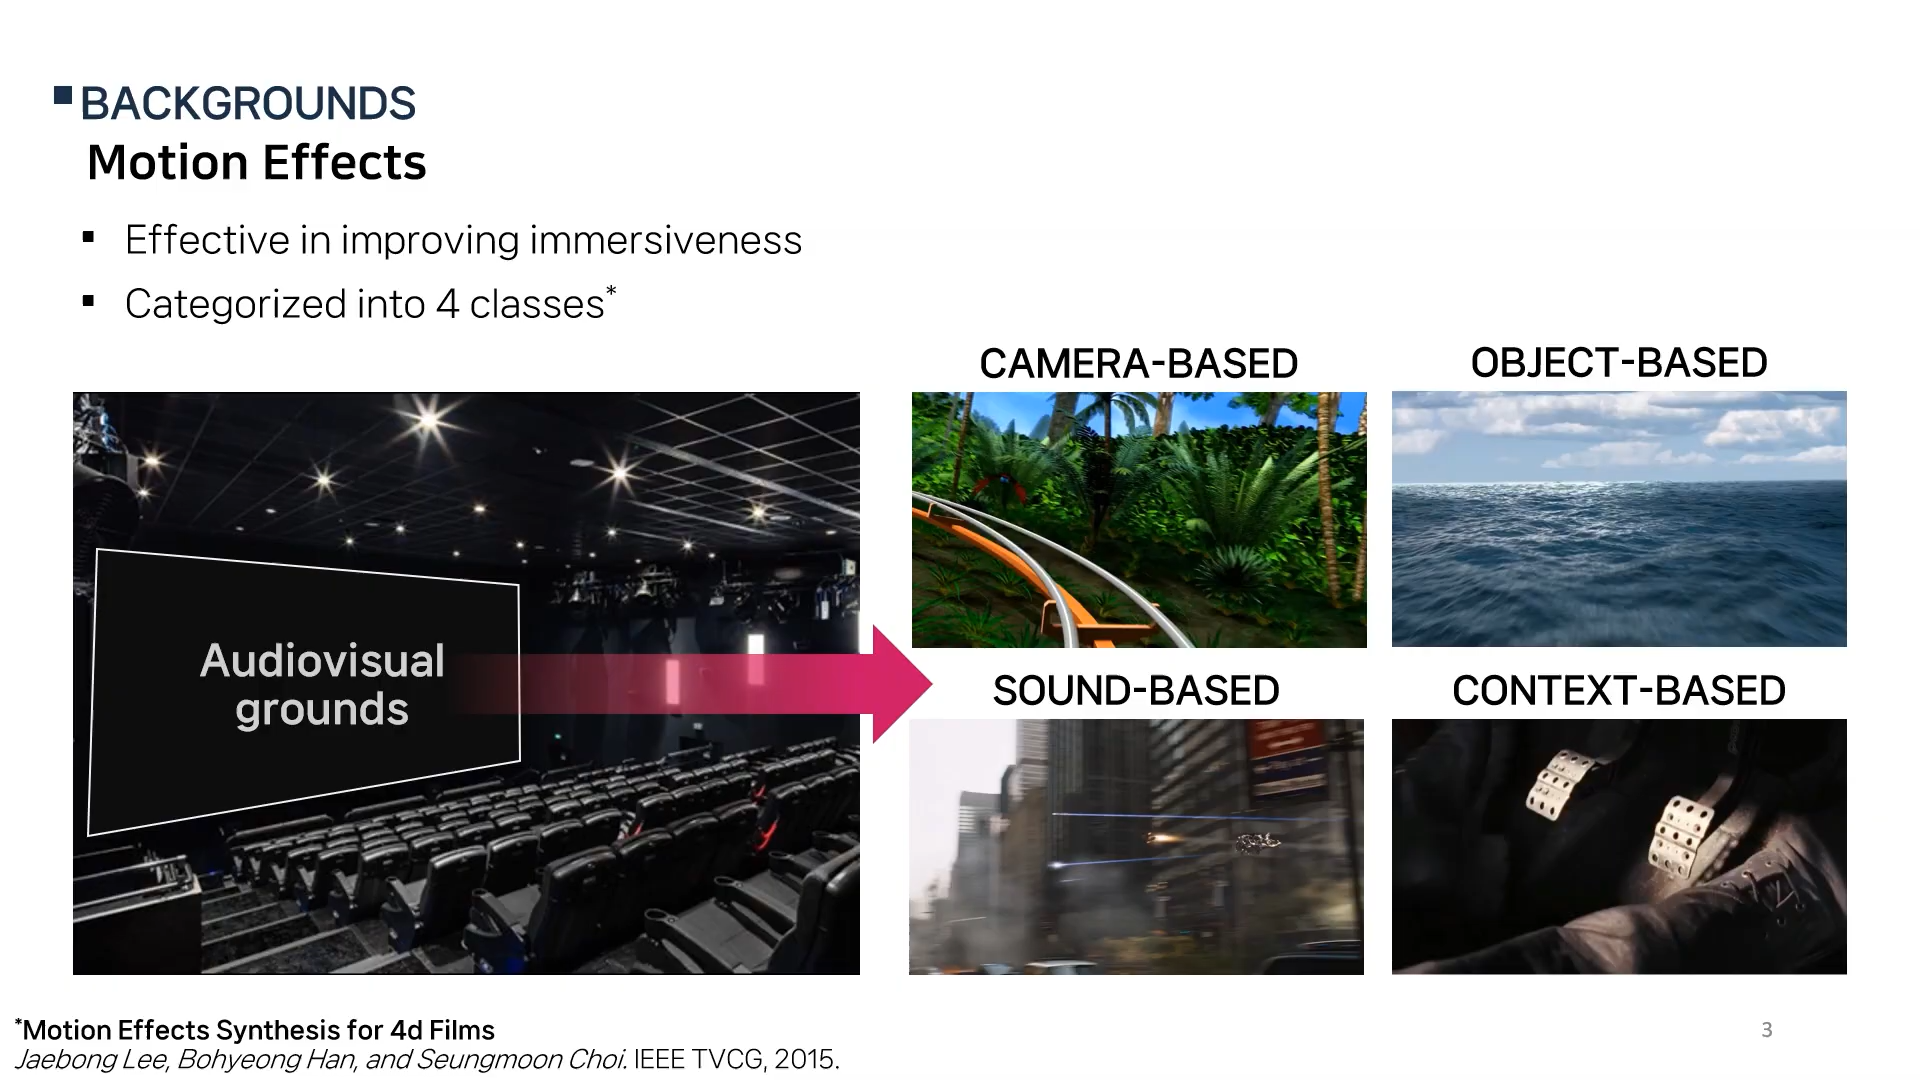 BACKGROUNDS
Motion Effects
▪ Effective in improving immersiveness
▪ Categorized into 4 classes*
CAMERA-BASED
OBJECT-BASED
Audiovisual
grounds
SOUND-BASED
CONTEXT-BASED
*Motion Effects Synthesis for 4d Films
Jaebong Lee, Bohyeong Han, and Seungmoon Choi. IEEE TVCG, 2015.
3